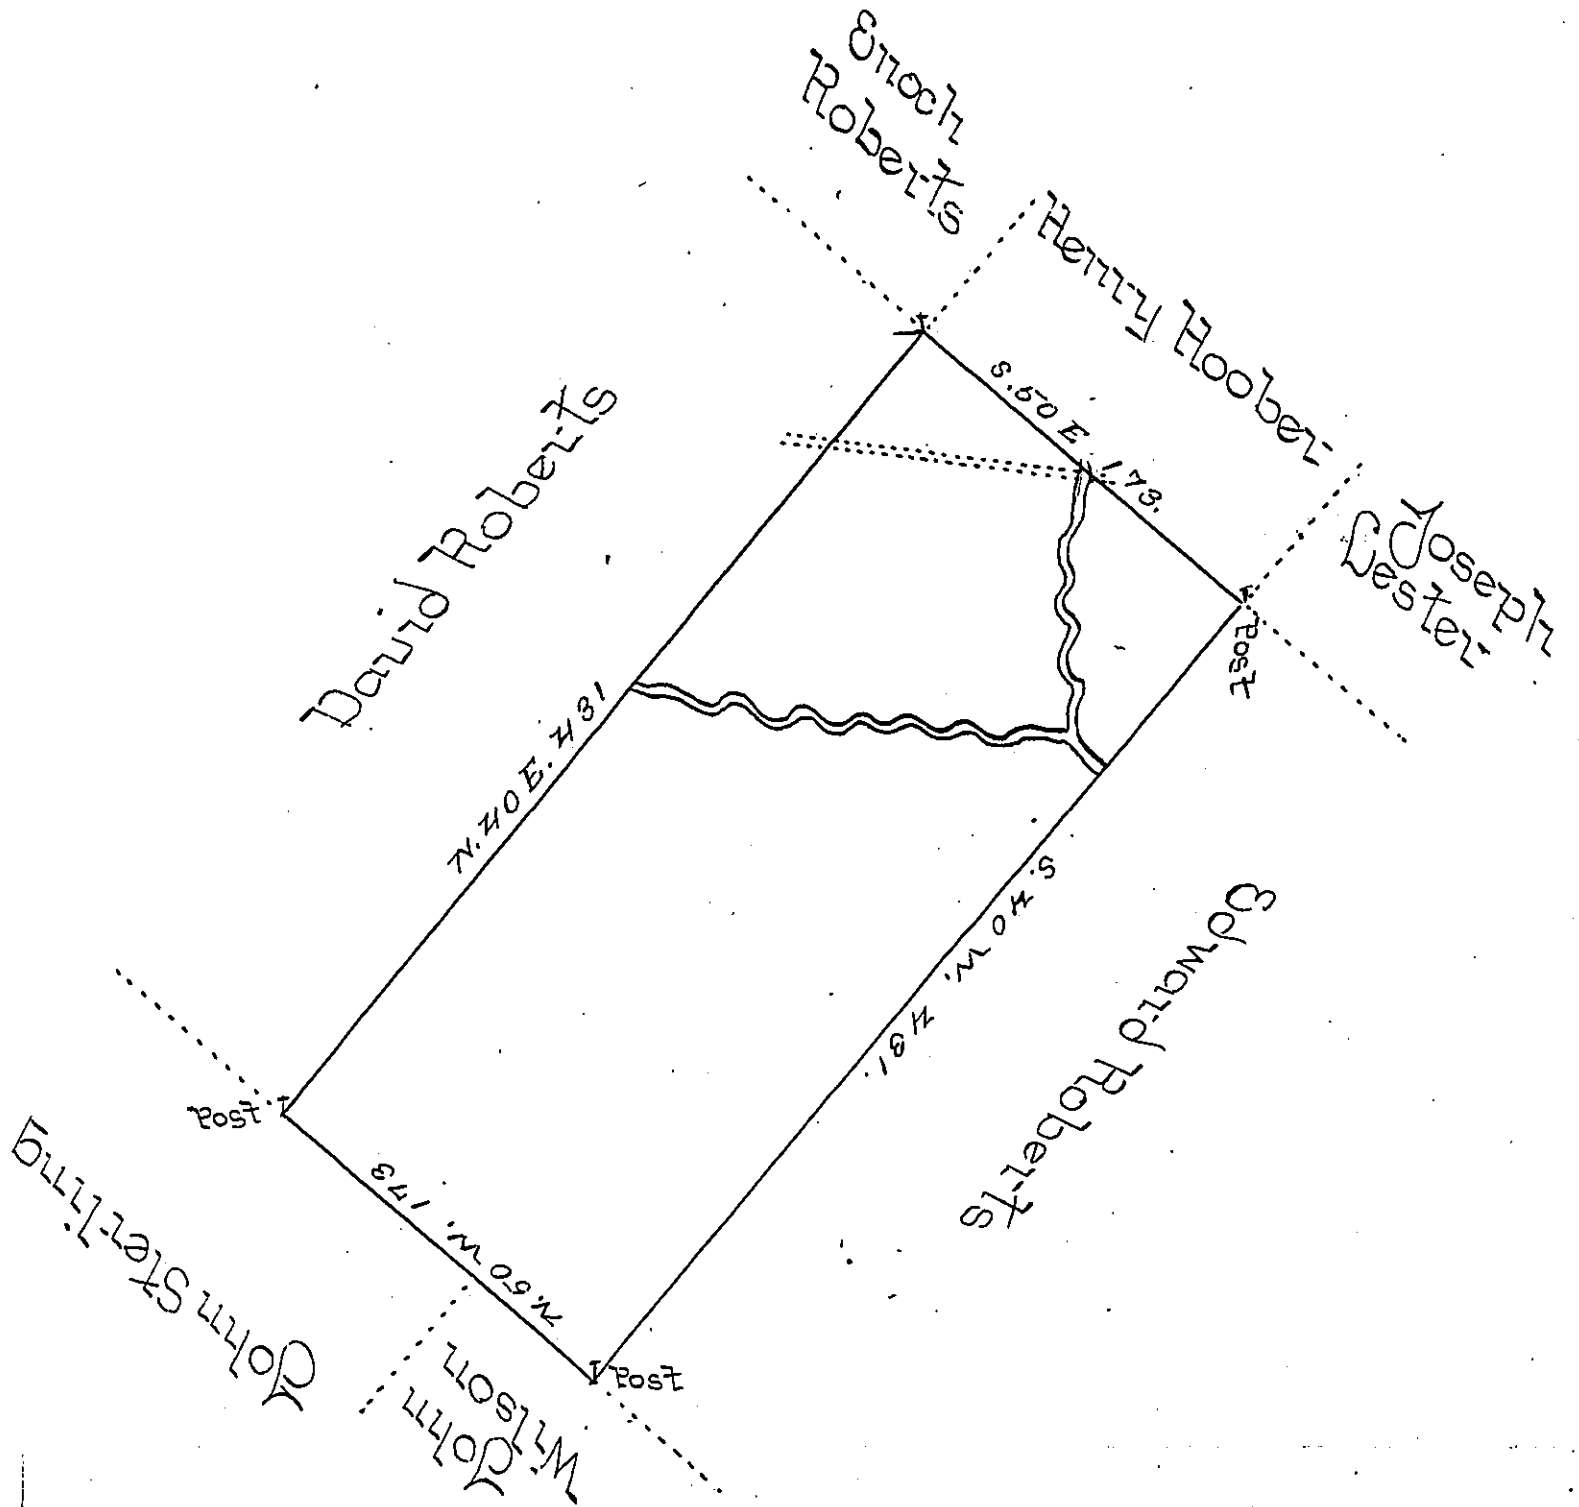 Enoch
Roberts
Henry Hoober
Joseph
Lester
S. 50 E 173.
David Roberts
Post
N. 40 E. 431
S. 40 W. 431.
Edward Roberts
Post
N. 50 W. 173
Post
John Sterling
John
Wilson